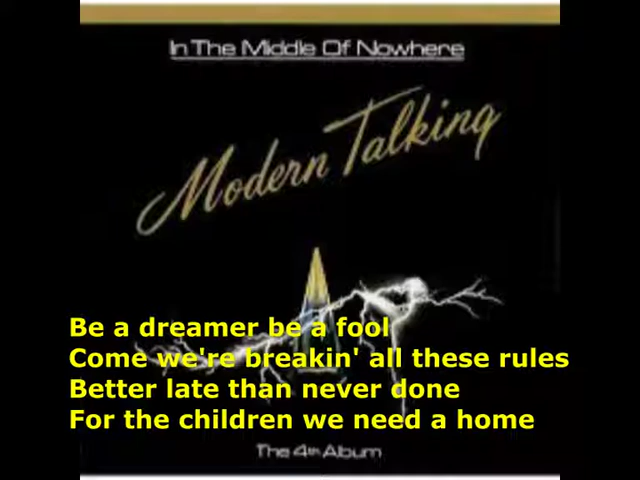 In The Middle Of Nowhere
Modern Talking
Be a dreamer be a fool
Come we're breakin' all these rules
Better late than never done
For the children we need a home
The 4th Album